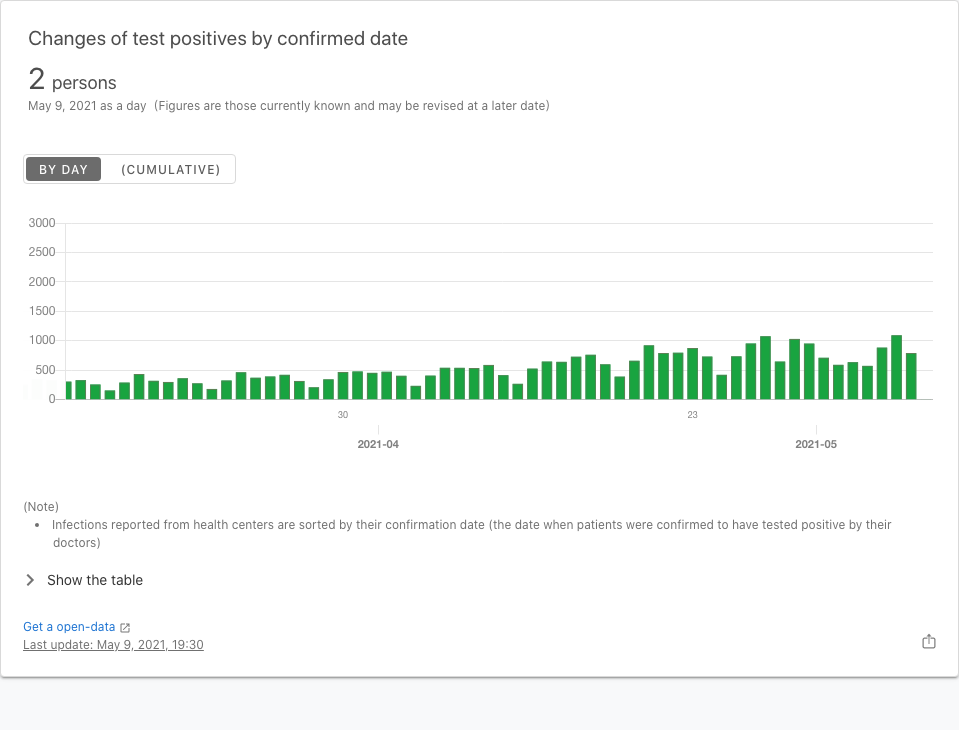 Changes of test positives by confirmed date
2 persons
May 9, 2021 as a day (Figures are those currently known and may be revised at a later date)
BY DAY (CUMULATIVE)
3000
2500
2000
1500
1000
500
0
30 23
2021-04 2021-05
(Note)
• Infections reported from health centers are sorted by their confirmation date (the date when patients were confirmed to have tested positive by their
doctors)
Show the table
Get a open-data
Last update: May 9, 2021, 19:30